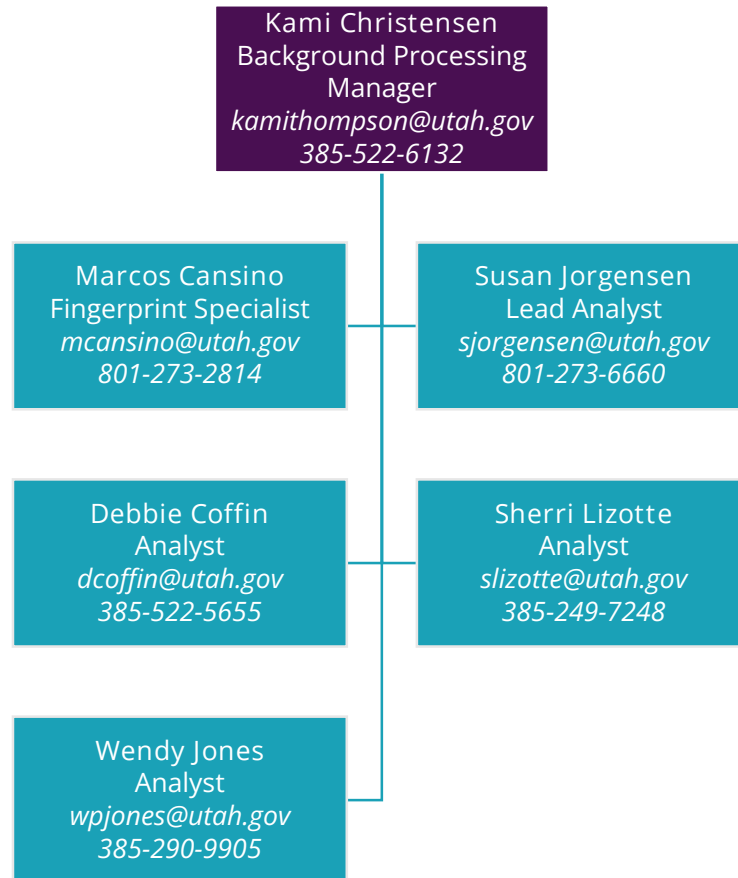 Kami Christensen
Background Processing
Manager
kamithompson@utah.gov
385-522-6132
Marcos Cansino
Fingerprint Specialist
mcansino@utah.gov
801-273-2814
Susan Jorgensen
Lead Analyst
sjorgensen@utah.gov
801-273-6660
Debbie Coffin
Analyst
dcoffin@utah.gov
385-522-5655
Sherri Lizotte
Analyst
slizotte@utah.gov
385-249-7248
Wendy Jones
Analyst
wpjones@utah.gov
385-290-9905